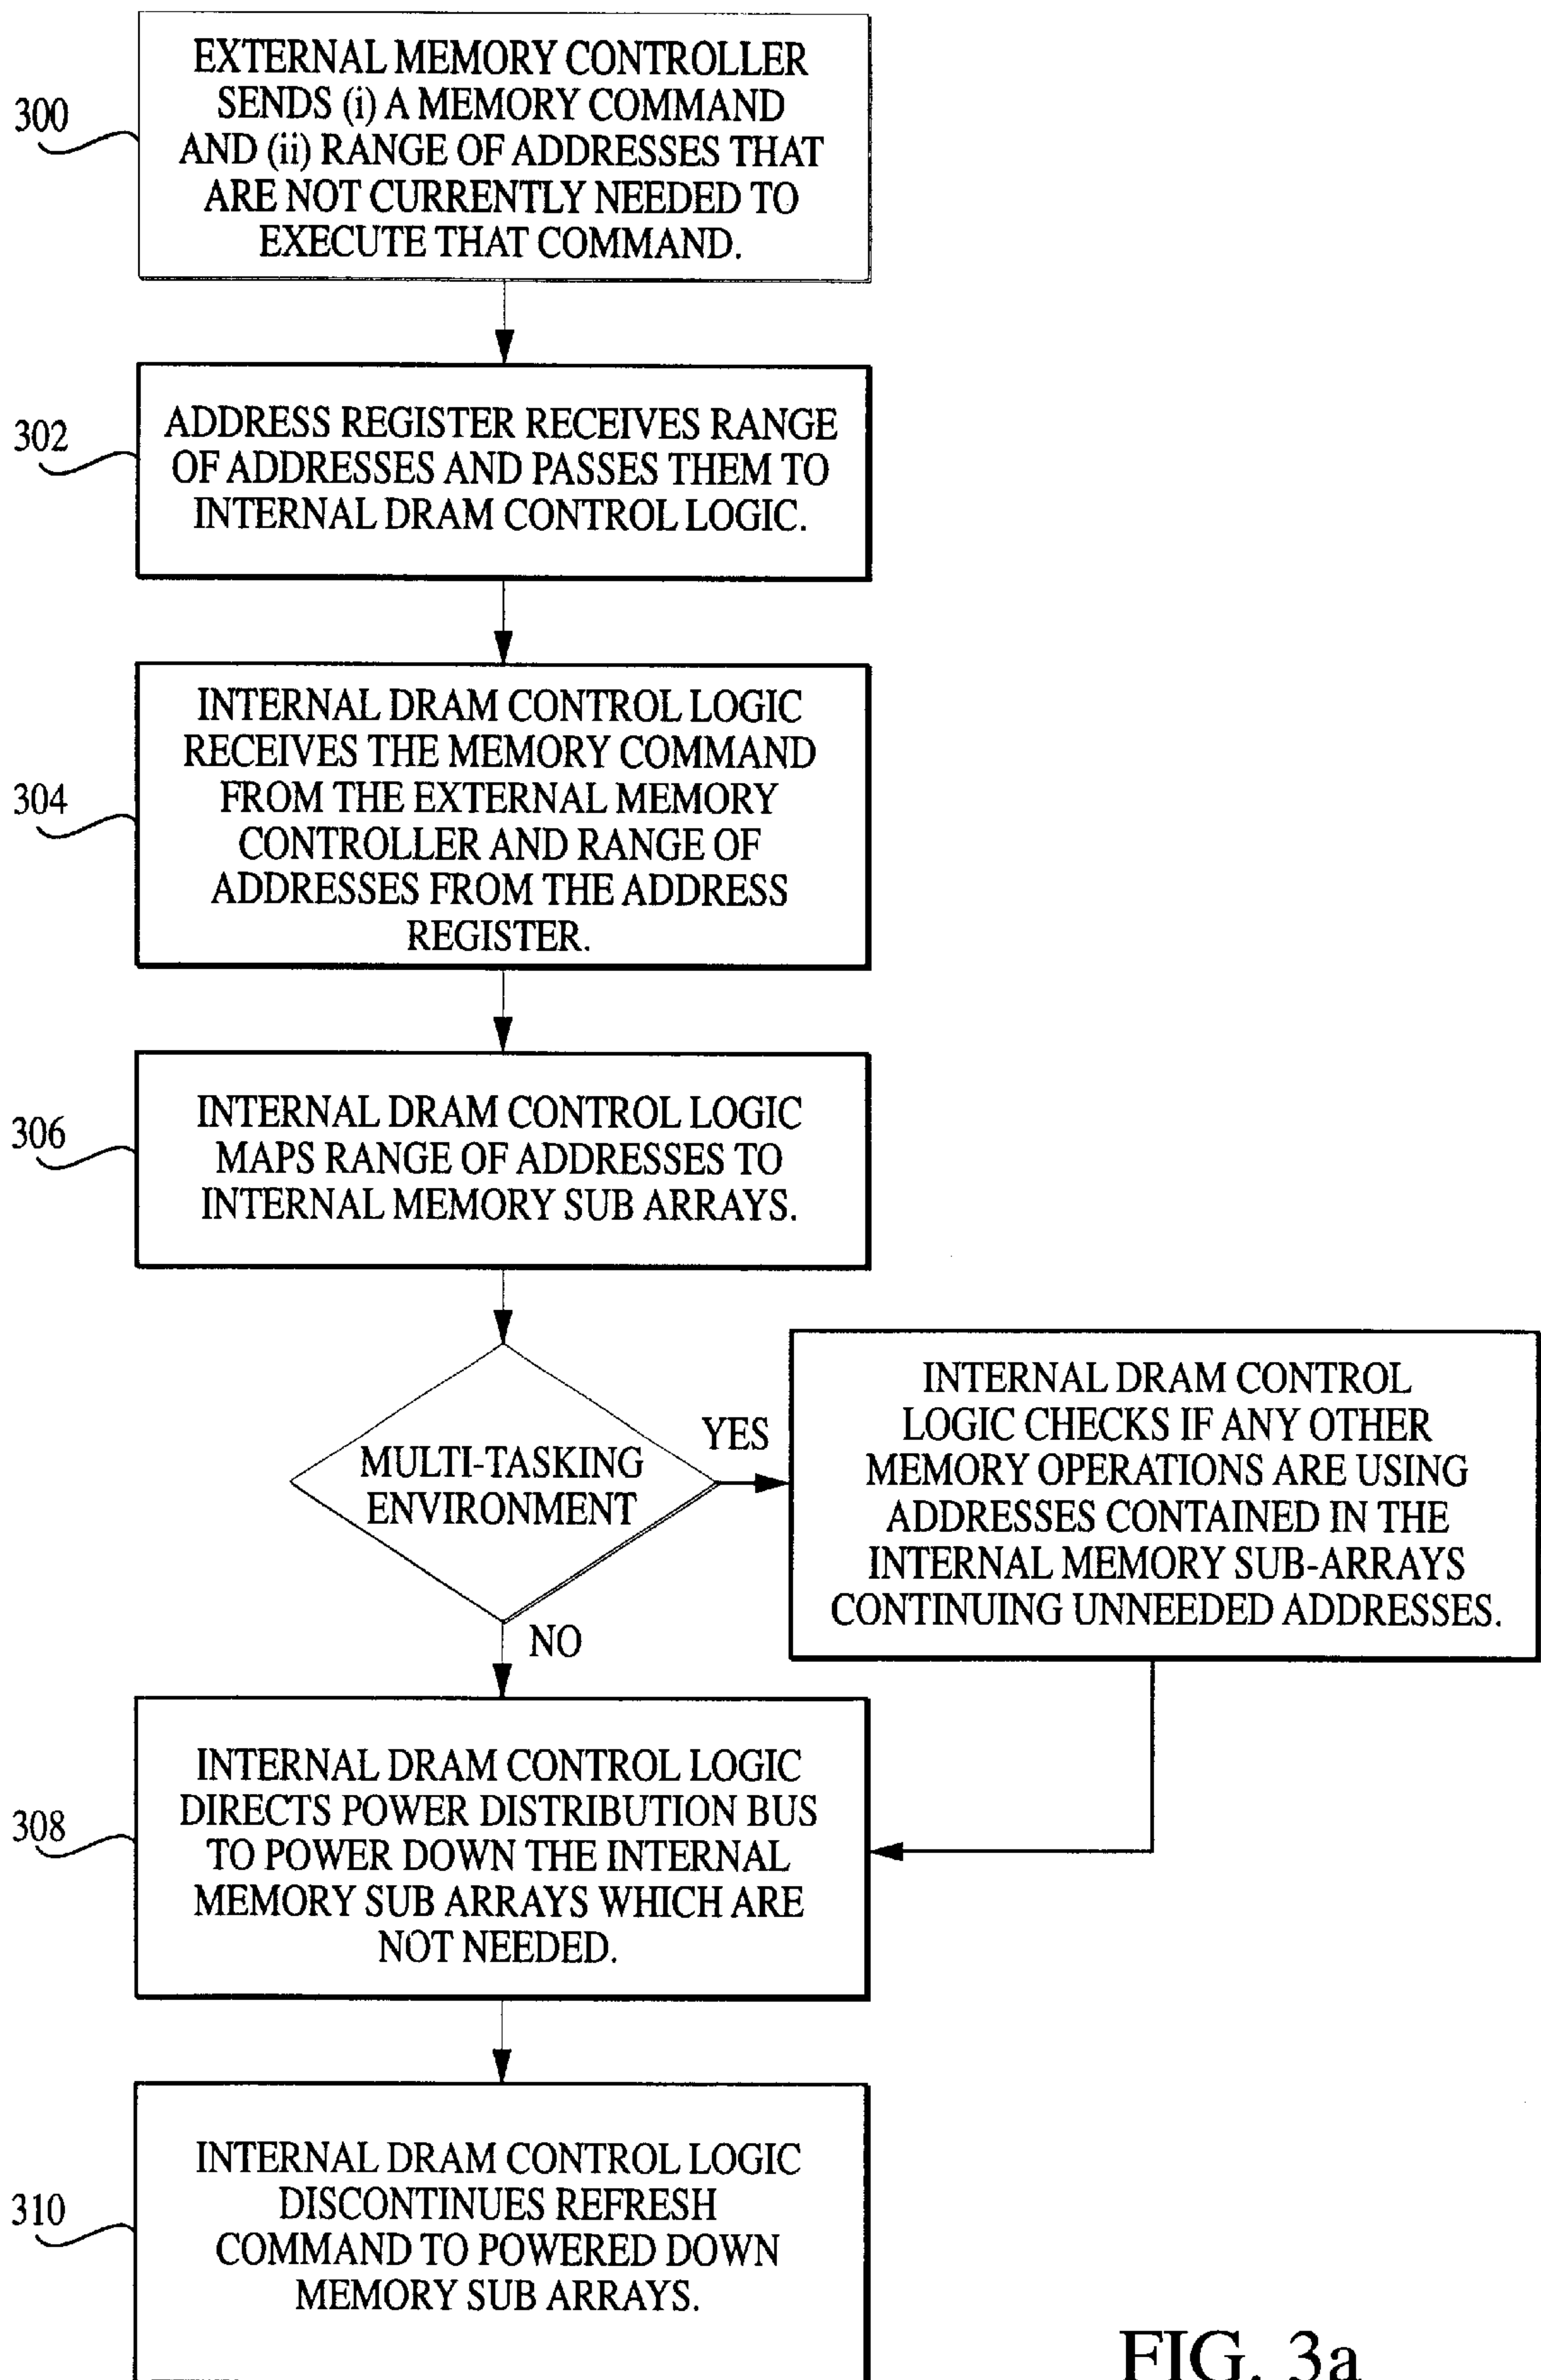 EXTERNAL MEMORY CONTROLLER
SENDS (i) A MEMORY COMMAND
AND (ii) RANGE OF ADDRESSES THAT
ARE NOT CURRENTLY NEEDED TO
EXECUTE THAT COMMAND.
300
ADDRESS REGISTER RECEIVES RANGE
OF ADDRESSES AND PASSES THEM TO
INTERNAL DRAM CONTROL LOGIC.
302
INTERNAL DRAM CONTROL LOGIC
RECEIVES THE MEMORY COMMAND
FROM THE EXTERNAL MEMORY
CONTROLLER AND RANGE OF
ADDRESSES FROM THE ADDRESS
REGISTER.
304
INTERNAL DRAM CONTROL LOGIC
MAPS RANGE OF ADDRESSES TO
INTERNAL MEMORY SUB ARRAYS.
306
MULTI-TASKING
ENVIRONMENT
YES
INTERNAL DRAM CONTROL
LOGIC CHECKS IF ANY OTHER
MEMORY OPERATIONS ARE USING
ADDRESSES CONTAINED IN THE
INTERNAL MEMORY SUB-ARRAYS
CONTINUING UNNEEDED ADDRESSES.
NO
INTERNAL DRAM CONTROL LOGIC
DIRECTS POWER DISTRIBUTION BUS
TO POWER DOWN THE INTERNAL
MEMORY SUB ARRAYS WHICH ARE
NOT NEEDED.
308
INTERNAL DRAM CONTROL LOGIC
DISCONTINUES REFRESH
COMMAND TO POWERED DOWN
MEMORY SUB ARRAYS.
310
FIG. 3a